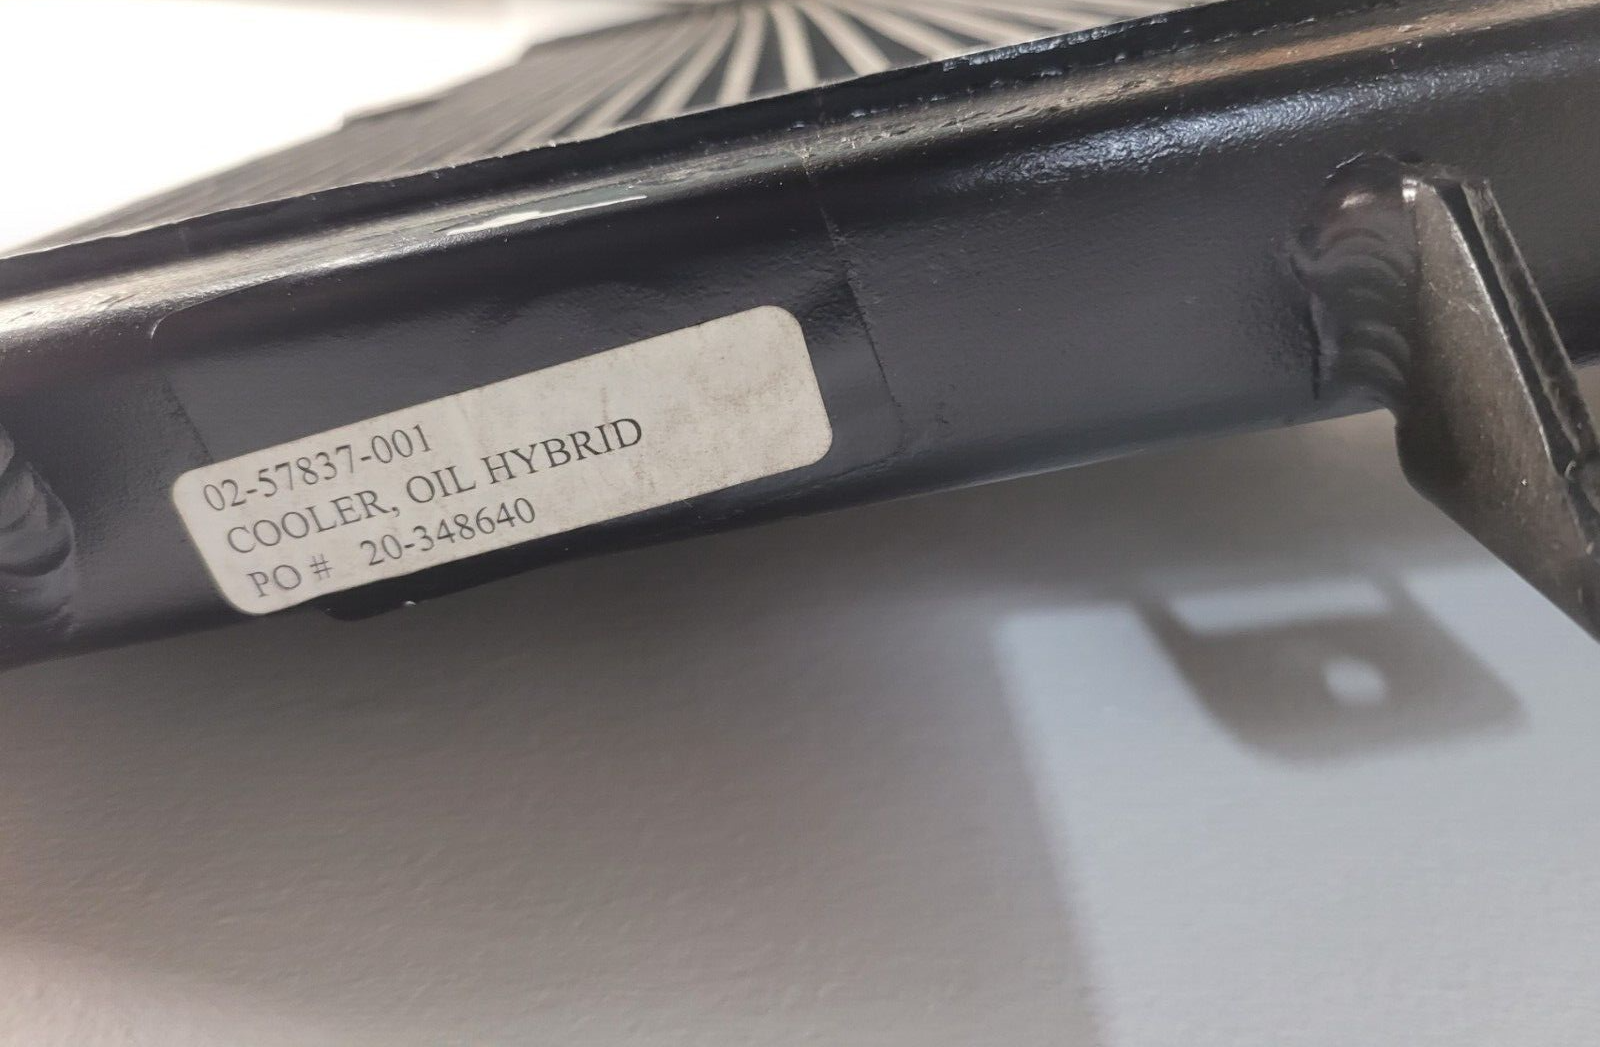 02-57837-001
COOLER, OIL HYBRID
PO # 20-348640